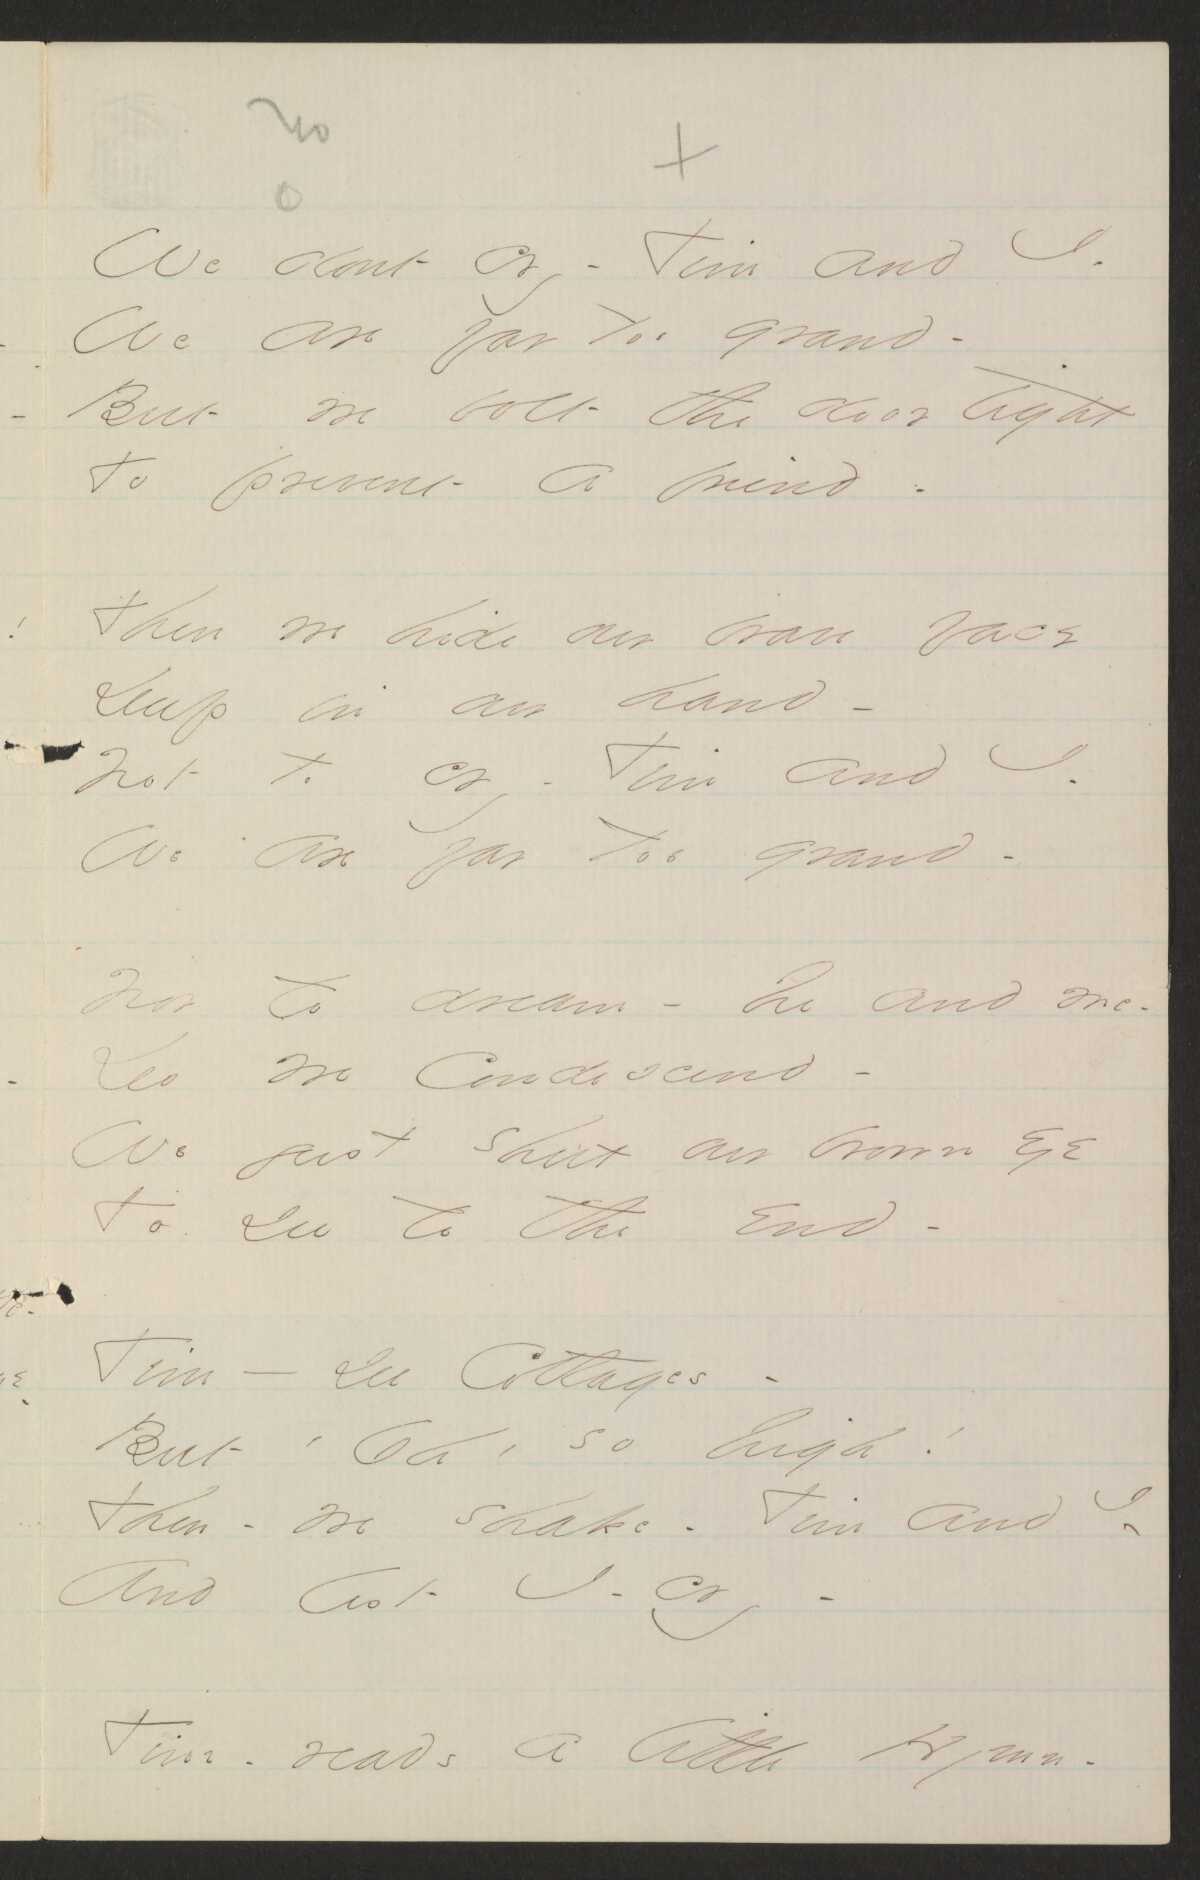 No
0
+
We dont cry - Tim and I.
We are far too grand -
But we bolt the door tight
To prevent a friend -
Then we hide our brave face
Deep in our hand -
Not to cry - Tim and I.
We are far too grand -
Nor to dream - he and me -
Do we condescend -
We just shut our brown eye
To see to the end -
Tim - see Cottages -
But, Oh, so high!
Then - we shake - Tim and I -
And lest I - cry -
Tim - reads a little Hymn -